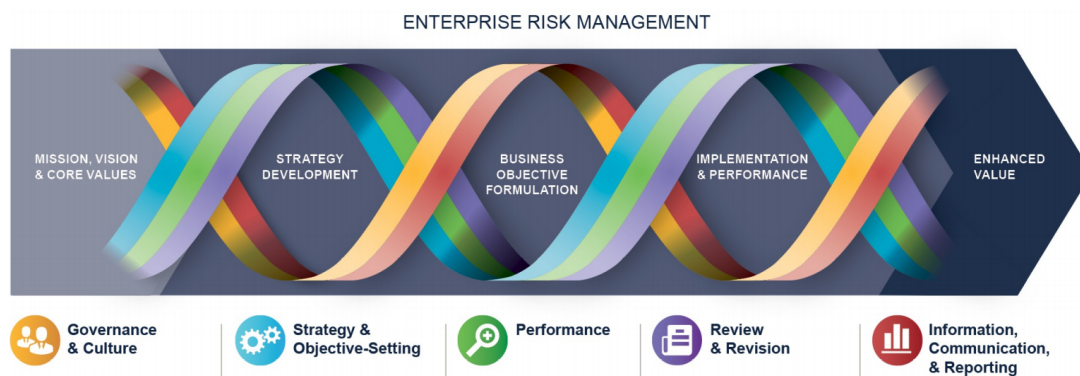 ENTERPRISE RISK MANAGEMENT
MISSION, VISION
& CORE VALUES
STRATEGY
DEVELOPMENT
BUSINESS
OBJECTIVE
FORMULATION
IMPLEMENTATION
& PERFORMANCE
ENHANCED
VALUE
Governance
& Culture
Strategy &
Objective-Setting
Performance
Review
& Revision
Information,
Communication,
& Reporting